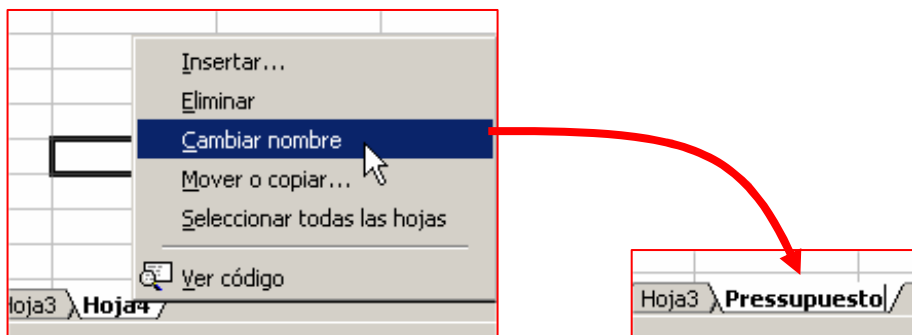 Insertar...
Eliminar
Cambiar nombre
Mover o copiar...
Seleccionar todas las hojas
Ver código
Hoja3 Hoja4
Hoja3 Pressupuesto